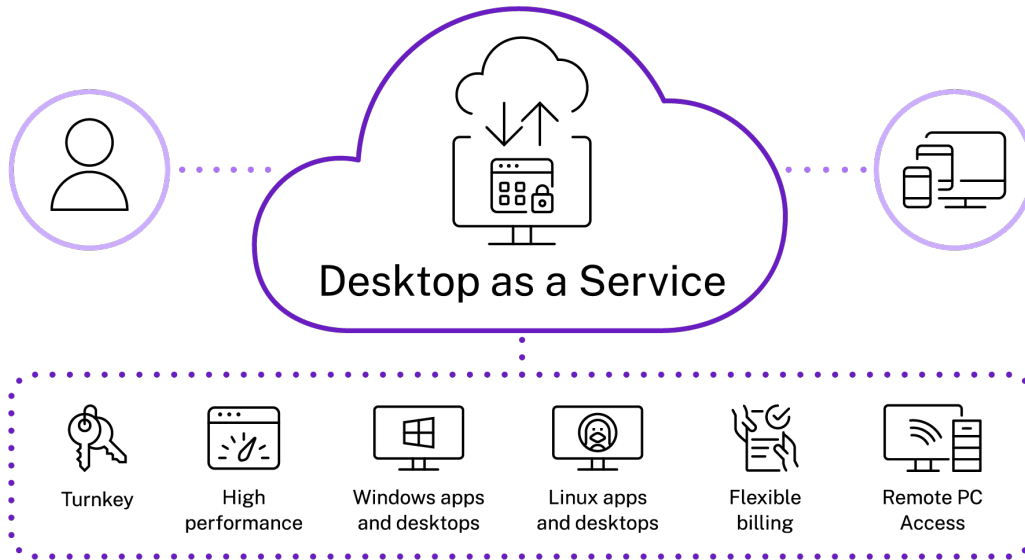 Desktop as a Service
Turnkey
High
performance
Windows apps
and desktops
Linux apps
and desktops
Flexible
billing
Remote PC
Access